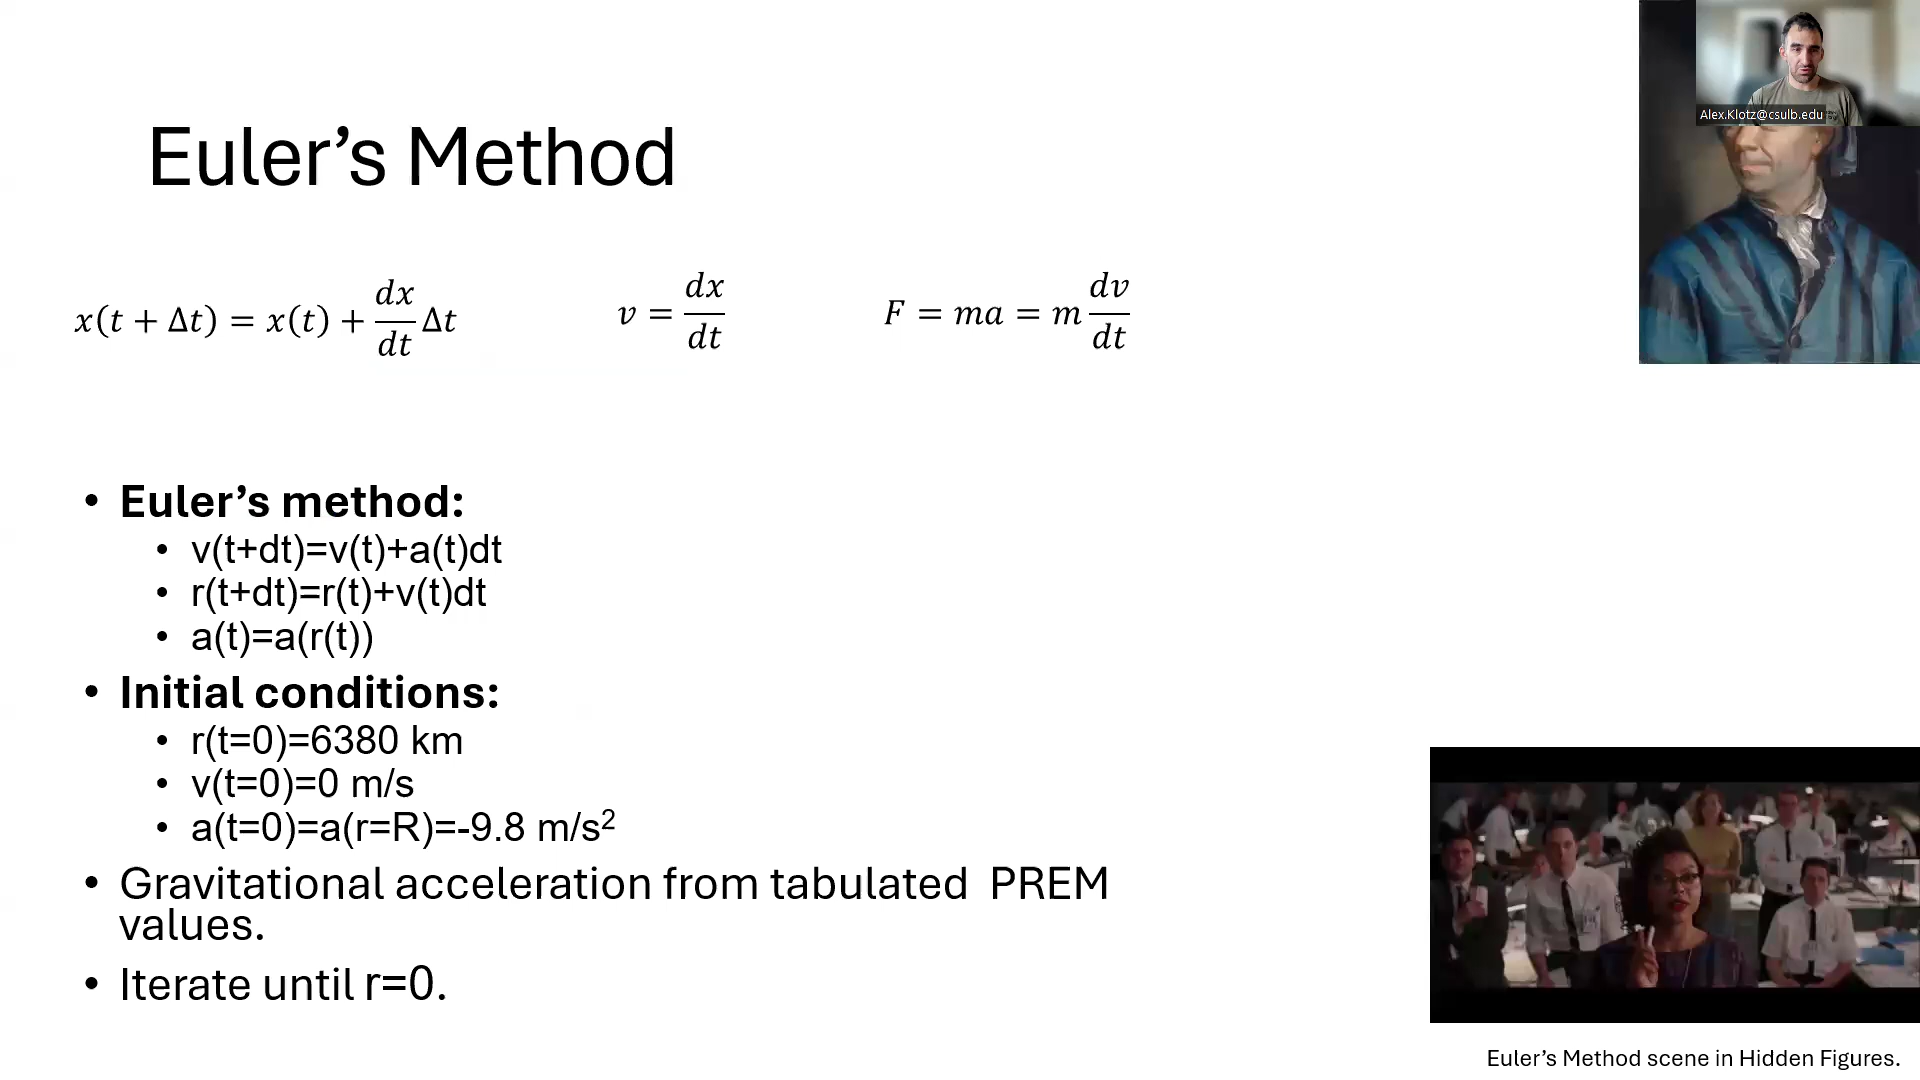 Alex.Klotz@csulb.edu
Euler’s Method
x(t + Δt) = x(t) + dx/dt Δt
v = dx/dt
F = ma = m dv/dt
• Euler’s method:
• v(t+dt)=v(t)+a(t)dt
• r(t+dt)=r(t)+v(t)dt
• a(t)=a(r(t))
• Initial conditions:
• r(t=0)=6380 km
• v(t=0)=0 m/s
• a(t=0)=a(r=R)=-9.8 m/s²
• Gravitational acceleration from tabulated  PREM
values.
• Iterate until r=0.
Euler’s Method scene in Hidden Figures.